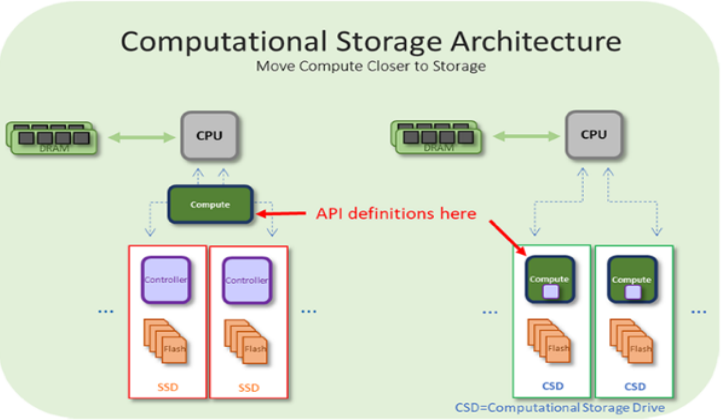 Computational Storage Architecture
Move Compute Closer to Storage
DRAM
CPU
DRAM
CPU
Compute
API definitions here
Controller
Controller
Compute
Compute
...
...
...
...
Flash
Flash
Flash
Flash
SSD
SSD
CSD
CSD
CSD=Computational Storage Drive